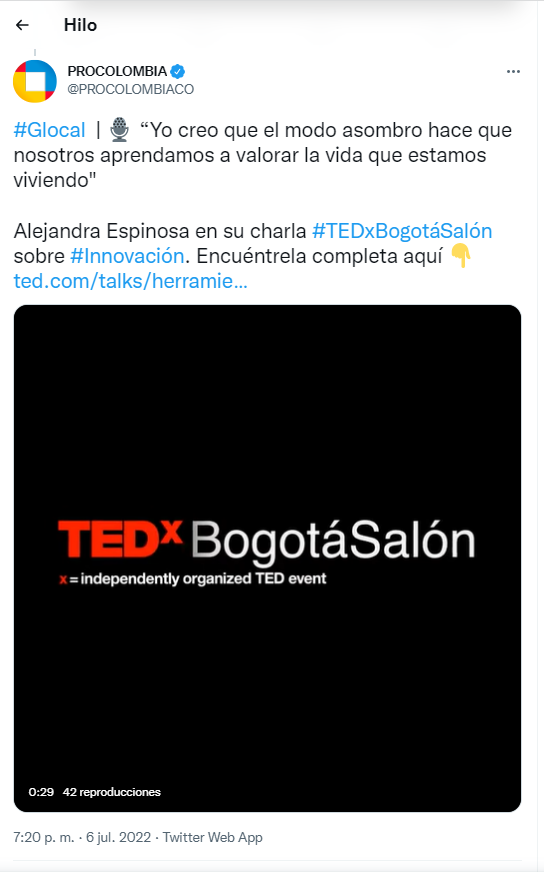 Hilo
PROCOLOMBIA
@PROCOLOMBIACO
#Glocal | “Yo creo que el modo asombro hace que
nosotros aprendamos a valorar la vida que estamos
viviendo"
Alejandra Espinosa en su charla #TEDxBogotáSalón
sobre #Innovación. Encuéntrela completa aquí
ted.com/talks/herramie...
TEDx BogotáSalón
x = independently organized TED event
0:29 42 reproducciones
7:20 p. m. · 6 jul. 2022 · Twitter Web App